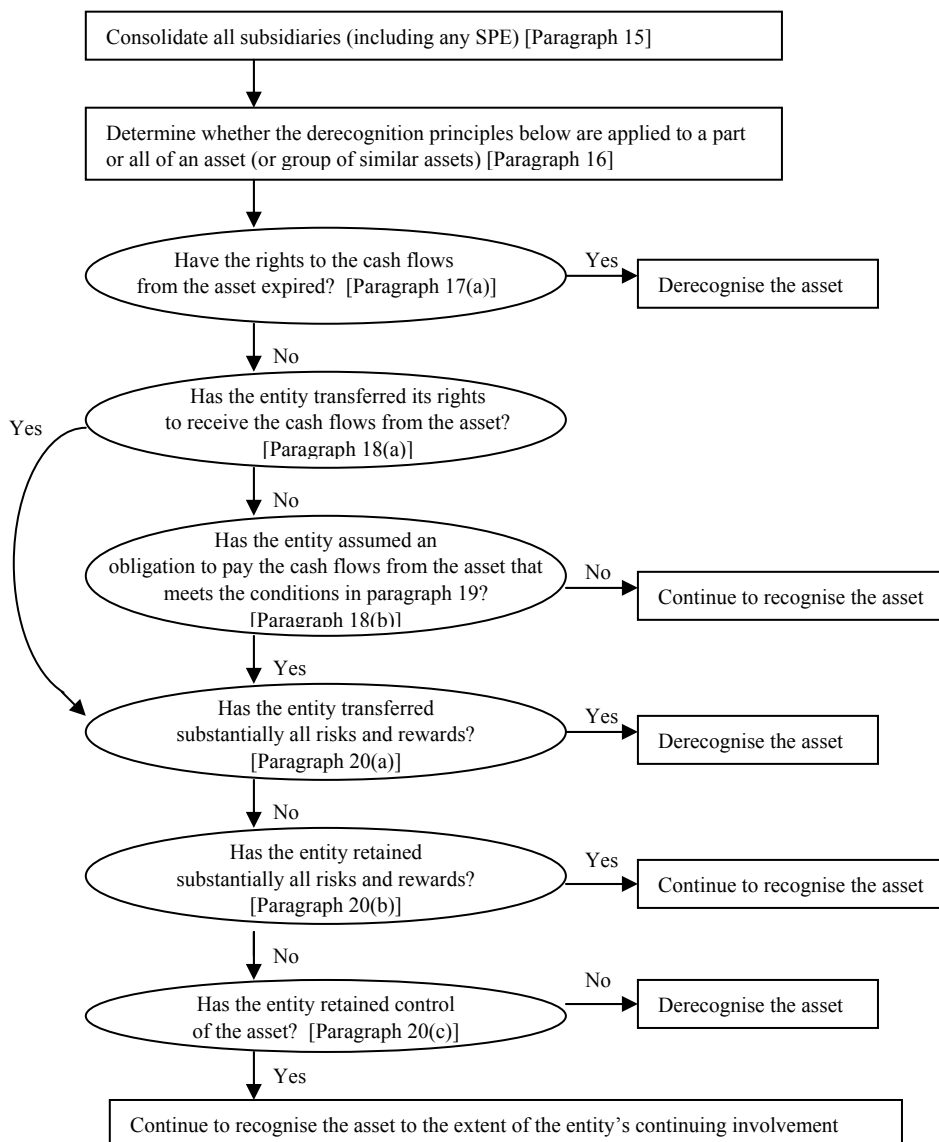 Consolidate all subsidiaries (including any SPE) [Paragraph 15]
Determine whether the derecognition principles below are applied to a part
or all of an asset (or group of similar assets) [Paragraph 16]
Have the rights to the cash flows
from the asset expired? [Paragraph 17(a)]
Yes
Derecognise the asset
No
Has the entity transferred its rights
to receive the cash flows from the asset?
[Paragraph 18(a)]
Yes
No
Has the entity assumed an
obligation to pay the cash flows from the asset that
meets the conditions in paragraph 19?
[Paragraph 18(b)]
No
Continue to recognise the asset
Yes
Has the entity transferred
substantially all risks and rewards?
[Paragraph 20(a)]
Yes
Derecognise the asset
No
Has the entity retained
substantially all risks and rewards?
[Paragraph 20(b)]
Yes
Continue to recognise the asset
No
Has the entity retained control
of the asset? [Paragraph 20(c)]
No
Derecognise the asset
Yes
Continue to recognise the asset to the extent of the entity’s continuing involvement